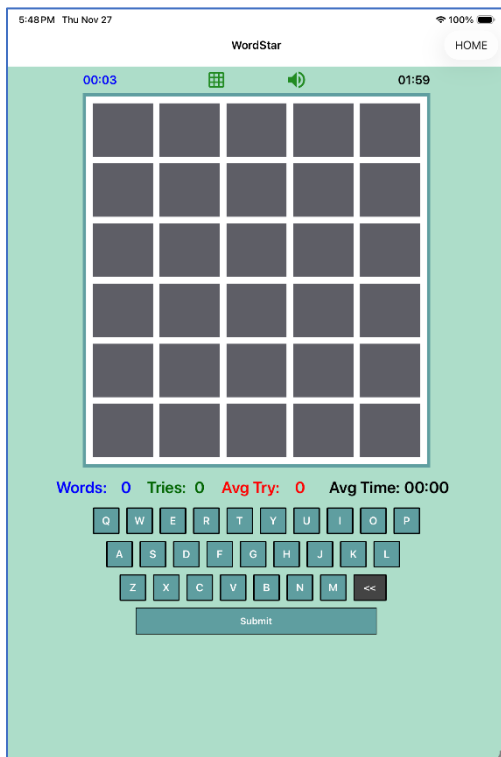 5:48 PM Thu Nov 27 100%
WordStar HOME
00:03 01:59
Words: 0 Tries: 0 Avg Try: 0 Avg Time: 00:00
Q W E R T Y U I O P
A S D F G H J K L
Z X C V B N M <<
Submit